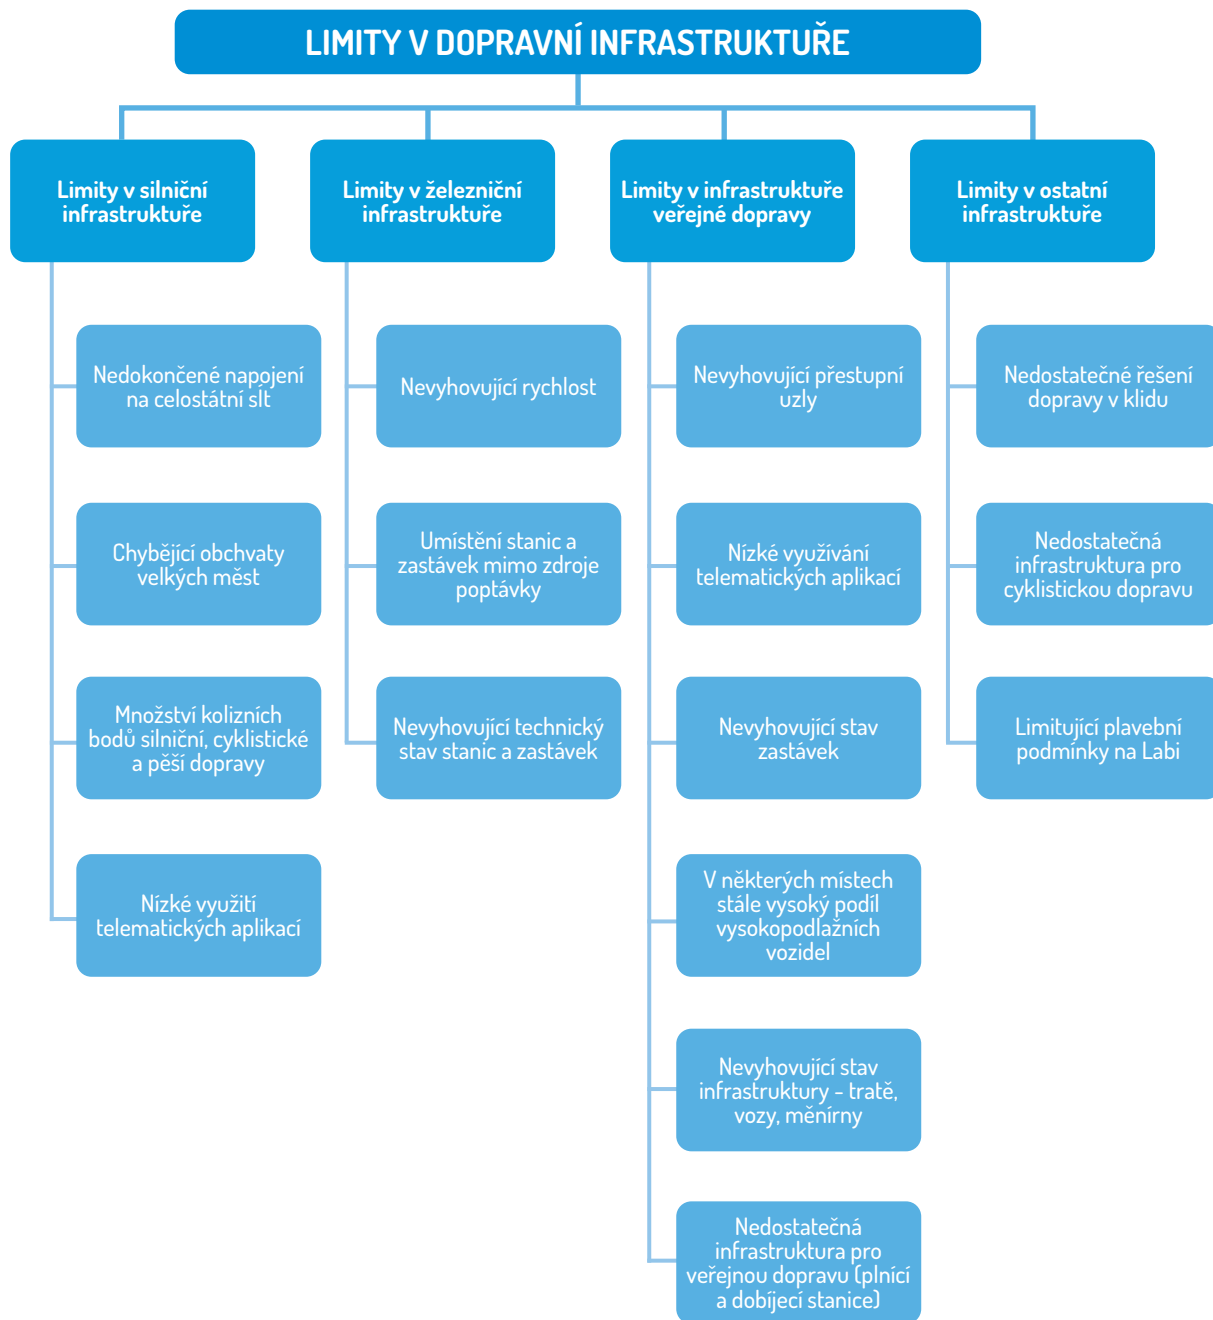 LIMITY V DOPRAVNÍ INFRASTRUKTUŘE
Limity v silniční
infrastruktuře
Nedokončené napojení
na celostátní sÍt
Chybějící obchvaty
velkých měst
Množství kolizních
bodů silniční, cyklistické
a pěší dopravy
Nízké využití
telematických aplikací
Limity v železniční
infrastruktuře
Nevyhovující rychlost
Umístění stanic a
zastávek mimo zdroje
poptávky
Nevyhovující technický
stav stanic a zastávek
Limity v infrastruktuře
veřejné dopravy
Nevyhovující přestupní
uzly
Nízké využívání
telematických aplikací
Nevyhovující stav
zastávek
V některých místech
stále vysoký podíl
vysokopodlažních
vozidel
Nevyhovující stav
infrastruktury – tratě,
vozy, měnírny
Nedostatečná
infrastruktura pro
veřejnou dopravu (plnící
a dobíjecí stanice)
Limity v ostatní
infrastruktuře
Nedostatečné řešení
dopravy v klidu
Nedostatečná
infrastruktura pro
cyklistickou dopravu
Limitující plavební
podmínky na Labi